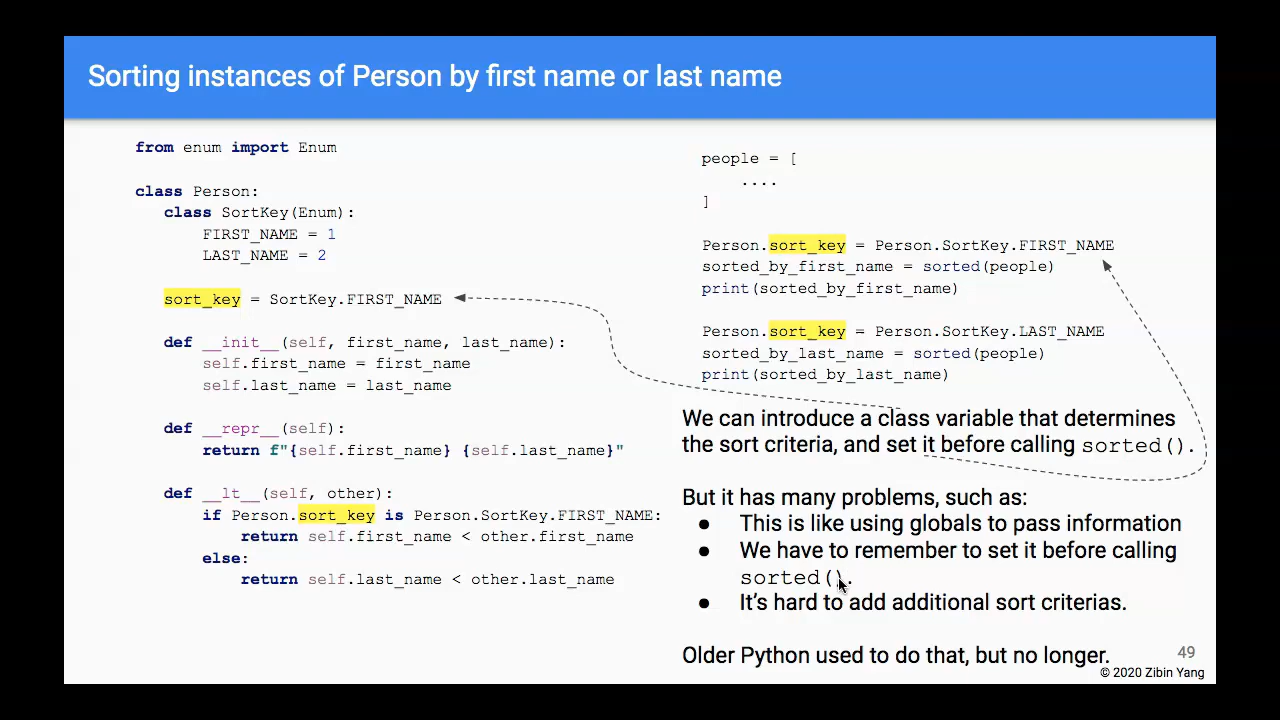 Sorting instances of Person by first name or last name
from enum import Enum
class Person:
class SortKey(Enum):
FIRST_NAME = 1
LAST_NAME = 2
sort_key = SortKey.FIRST_NAME
def __init__(self, first_name, last_name):
self.first_name = first_name
self.last_name = last_name
def __repr__(self):
return f"{self.first_name} {self.last_name}"
def __lt__(self, other):
if Person.sort_key is Person.SortKey.FIRST_NAME:
return self.first_name < other.first_name
else:
return self.last_name < other.last_name
people = [
....
]
Person.sort_key = Person.SortKey.FIRST_NAME
sorted_by_first_name = sorted(people)
print(sorted_by_first_name)
Person.sort_key = Person.SortKey.LAST_NAME
sorted_by_last_name = sorted(people)
print(sorted_by_last_name)
We can introduce a class variable that determines
the sort criteria, and set it before calling sorted().
But it has many problems, such as:
● This is like using globals to pass information
● We have to remember to set it before calling
sorted().
● It's hard to add additional sort criterias.
Older Python used to do that, but no longer.
49
© 2020 Zibin Yang